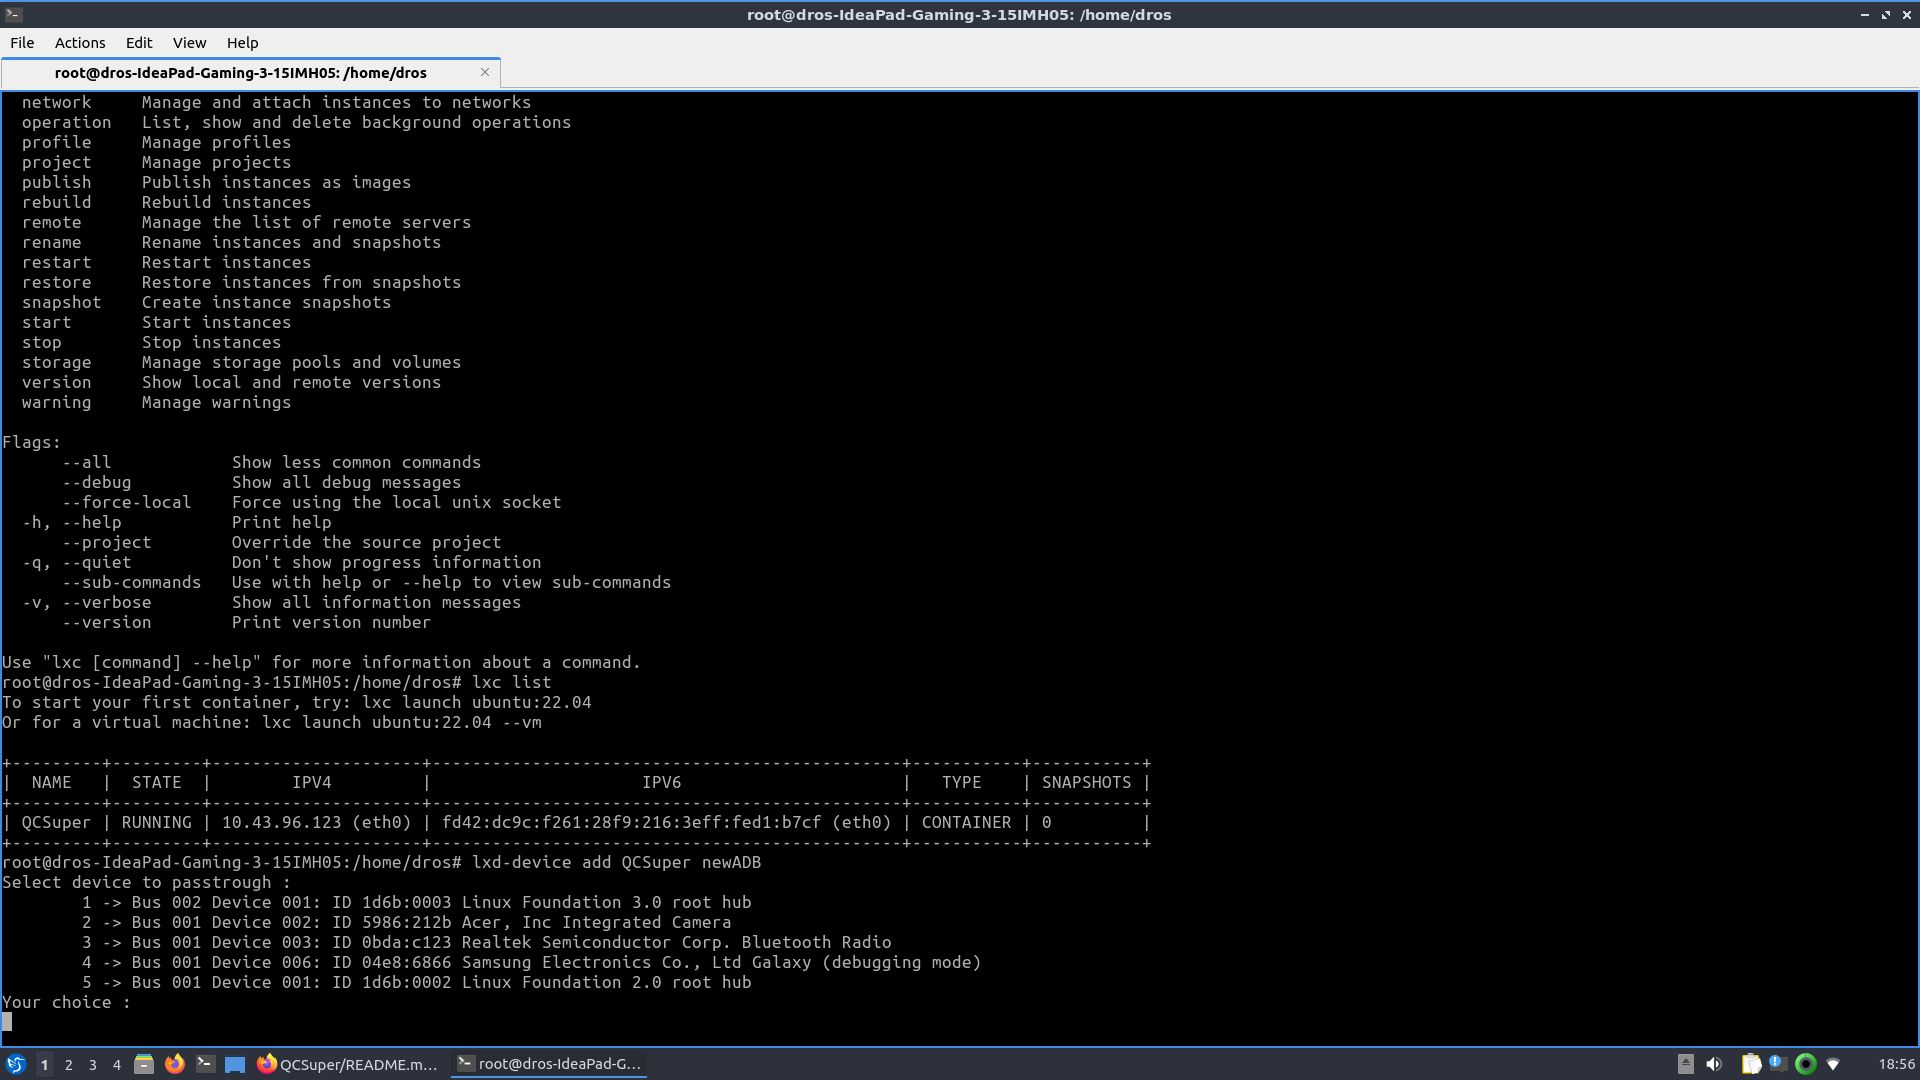 root@dros-IdeaPad-Gaming-3-15IMH05: /home/dros
File Actions Edit View Help
root@dros-IdeaPad-Gaming-3-15IMH05: /home/dros
network     Manage and attach instances to networks
operation   List, show and delete background operations
profile     Manage profiles
project     Manage projects
publish     Publish instances as images
rebuild     Rebuild instances
remote      Manage the list of remote servers
rename      Rename instances and snapshots
restart     Restart instances
restore     Restore instances from snapshots
snapshot    Create instance snapshots
start       Start instances
stop        Stop instances
storage     Manage storage pools and volumes
version     Show local and remote versions
warning     Manage warnings
Flags:
      --all            Show less common commands
      --debug          Show all debug messages
      --force-local    Force using the local unix socket
  -h, --help           Print help
      --project        Override the source project
  -q, --quiet          Don't show progress information
      --sub-commands   Use with help or --help to view sub-commands
  -v, --verbose        Show all information messages
      --version        Print version number
Use "lxc [command] --help" for more information about a command.
root@dros-IdeaPad-Gaming-3-15IMH05:/home/dros# lxc list
To start your first container, try: lxc launch ubuntu:22.04
Or for a virtual machine: lxc launch ubuntu:22.04 --vm
+---------+---------+---------------------+-----------------------------------------------+-----------+-----------+
|  NAME   |  STATE  |        IPV4         |                     IPV6                      |   TYPE    | SNAPSHOTS |
+---------+---------+---------------------+-----------------------------------------------+-----------+-----------+
| QCSuper | RUNNING | 10.43.96.123 (eth0) | fd42:dc9c:f261:28f9:216:3eff:fed1:b7cf (eth0) | CONTAINER | 0         |
+---------+---------+---------------------+-----------------------------------------------+-----------+-----------+
root@dros-IdeaPad-Gaming-3-15IMH05:/home/dros# lxd-device add QCSuper newADB
Select device to passtrough :
        1 -> Bus 002 Device 001: ID 1d6b:0003 Linux Foundation 3.0 root hub
        2 -> Bus 001 Device 002: ID 5986:212b Acer, Inc Integrated Camera
        3 -> Bus 001 Device 003: ID 0bda:c123 Realtek Semiconductor Corp. Bluetooth Radio
        4 -> Bus 001 Device 006: ID 04e8:6866 Samsung Electronics Co., Ltd Galaxy (debugging mode)
        5 -> Bus 001 Device 001: ID 1d6b:0002 Linux Foundation 2.0 root hub
Your choice :
1 2 3 4 QCSuper/README.m... root@dros-IdeaPad-G... 18:56